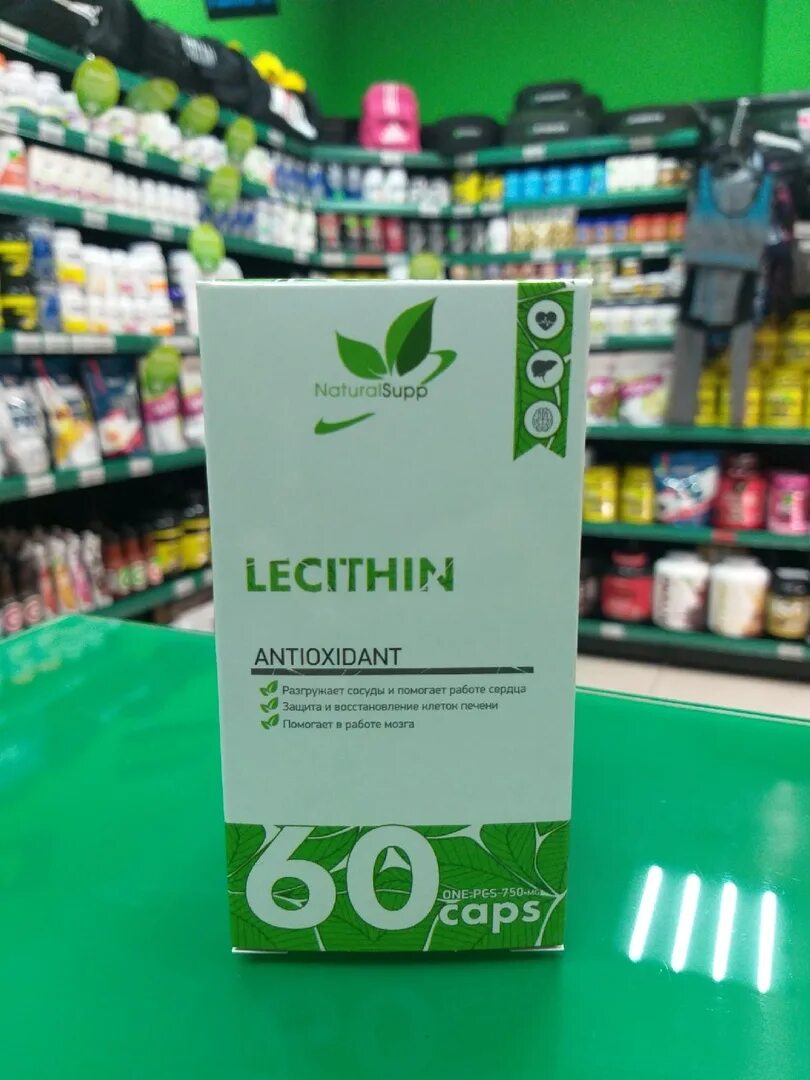 NaturalSupp
LECITHIN
ANTIOXIDANT
Разгружает сосуды и помогает работе сердца
Защита и восстановление клеток печени
Помогает в работе мозга
60
ONE-PCS-750-MG
caps